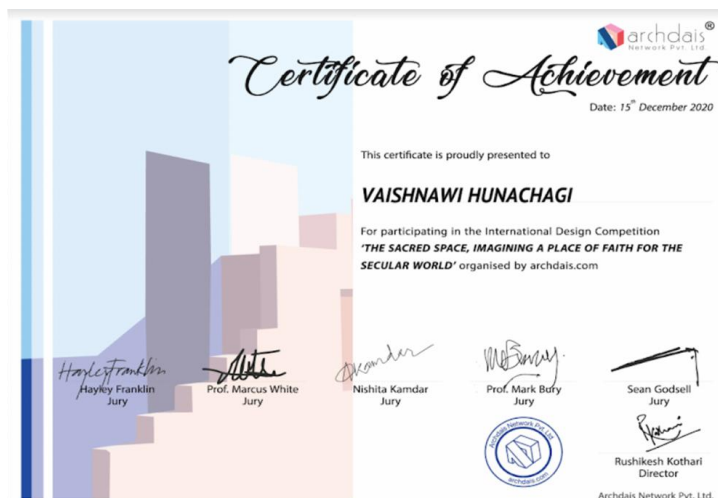 archdais®
Network Pvt. Ltd.
Certificate of Achievement
Date: 15th December 2020
This certificate is proudly presented to
VAISHNAWI HUNACHAGI
For participating in the International Design Competition
‘THE SACRED SPACE, IMAGINING A PLACE OF FAITH FOR THE
SECULAR WORLD’ organised by archdais.com
HayleyFranklin
Hayley Franklin
Jury
Prof. Marcus White
Jury
Nishita Kamdar
Jury
Prof. Mark Bury
Jury
Sean Godsell
Jury
Archdais Network Pvt. Ltd.
archdais.com
Rushikesh Kothari
Director
Archdais Network Pvt. Ltd.